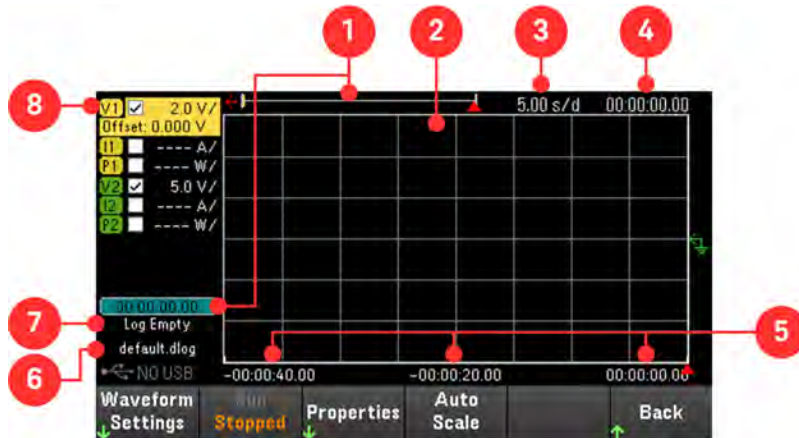 1
2
3
4
8
V1 2.0 V/
Offset: 0.000 V
5.00 s/d 00:00:00.00
I1 ---- A/
P1 ---- W/
V2 5.0 V/
I2 ---- A/
P2 ---- W/
00:00:00.00
7
Log Empty
5
6
default.dlog
NO USB
-00:00:40.00 -00:00:20.00 00:00:00.00
Waveform Settings
Run Stopped
Properties
Auto Scale
Back